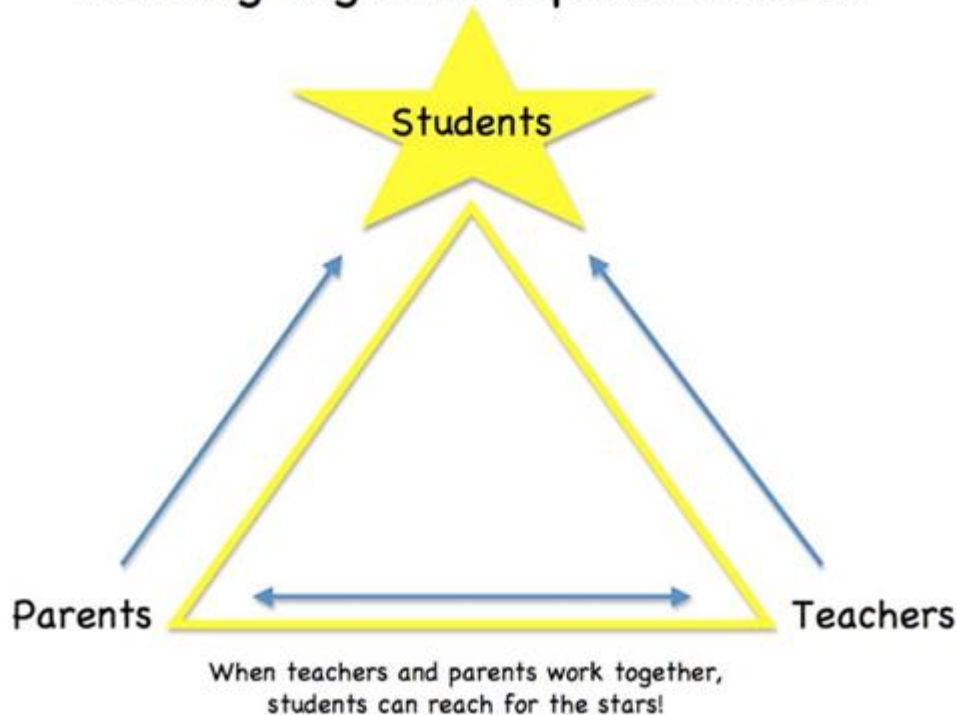 Students
Parents
Teachers
When teachers and parents work together,
students can reach for the stars!